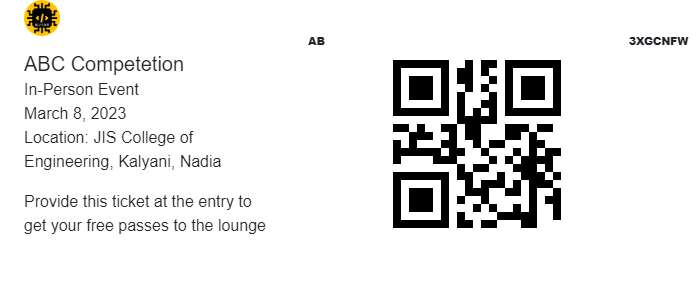 AB
3XGCNFW
ABC Competetion
In-Person Event
March 8, 2023
Location: JIS College of
Engineering, Kalyani, Nadia
Provide this ticket at the entry to
get your free passes to the lounge